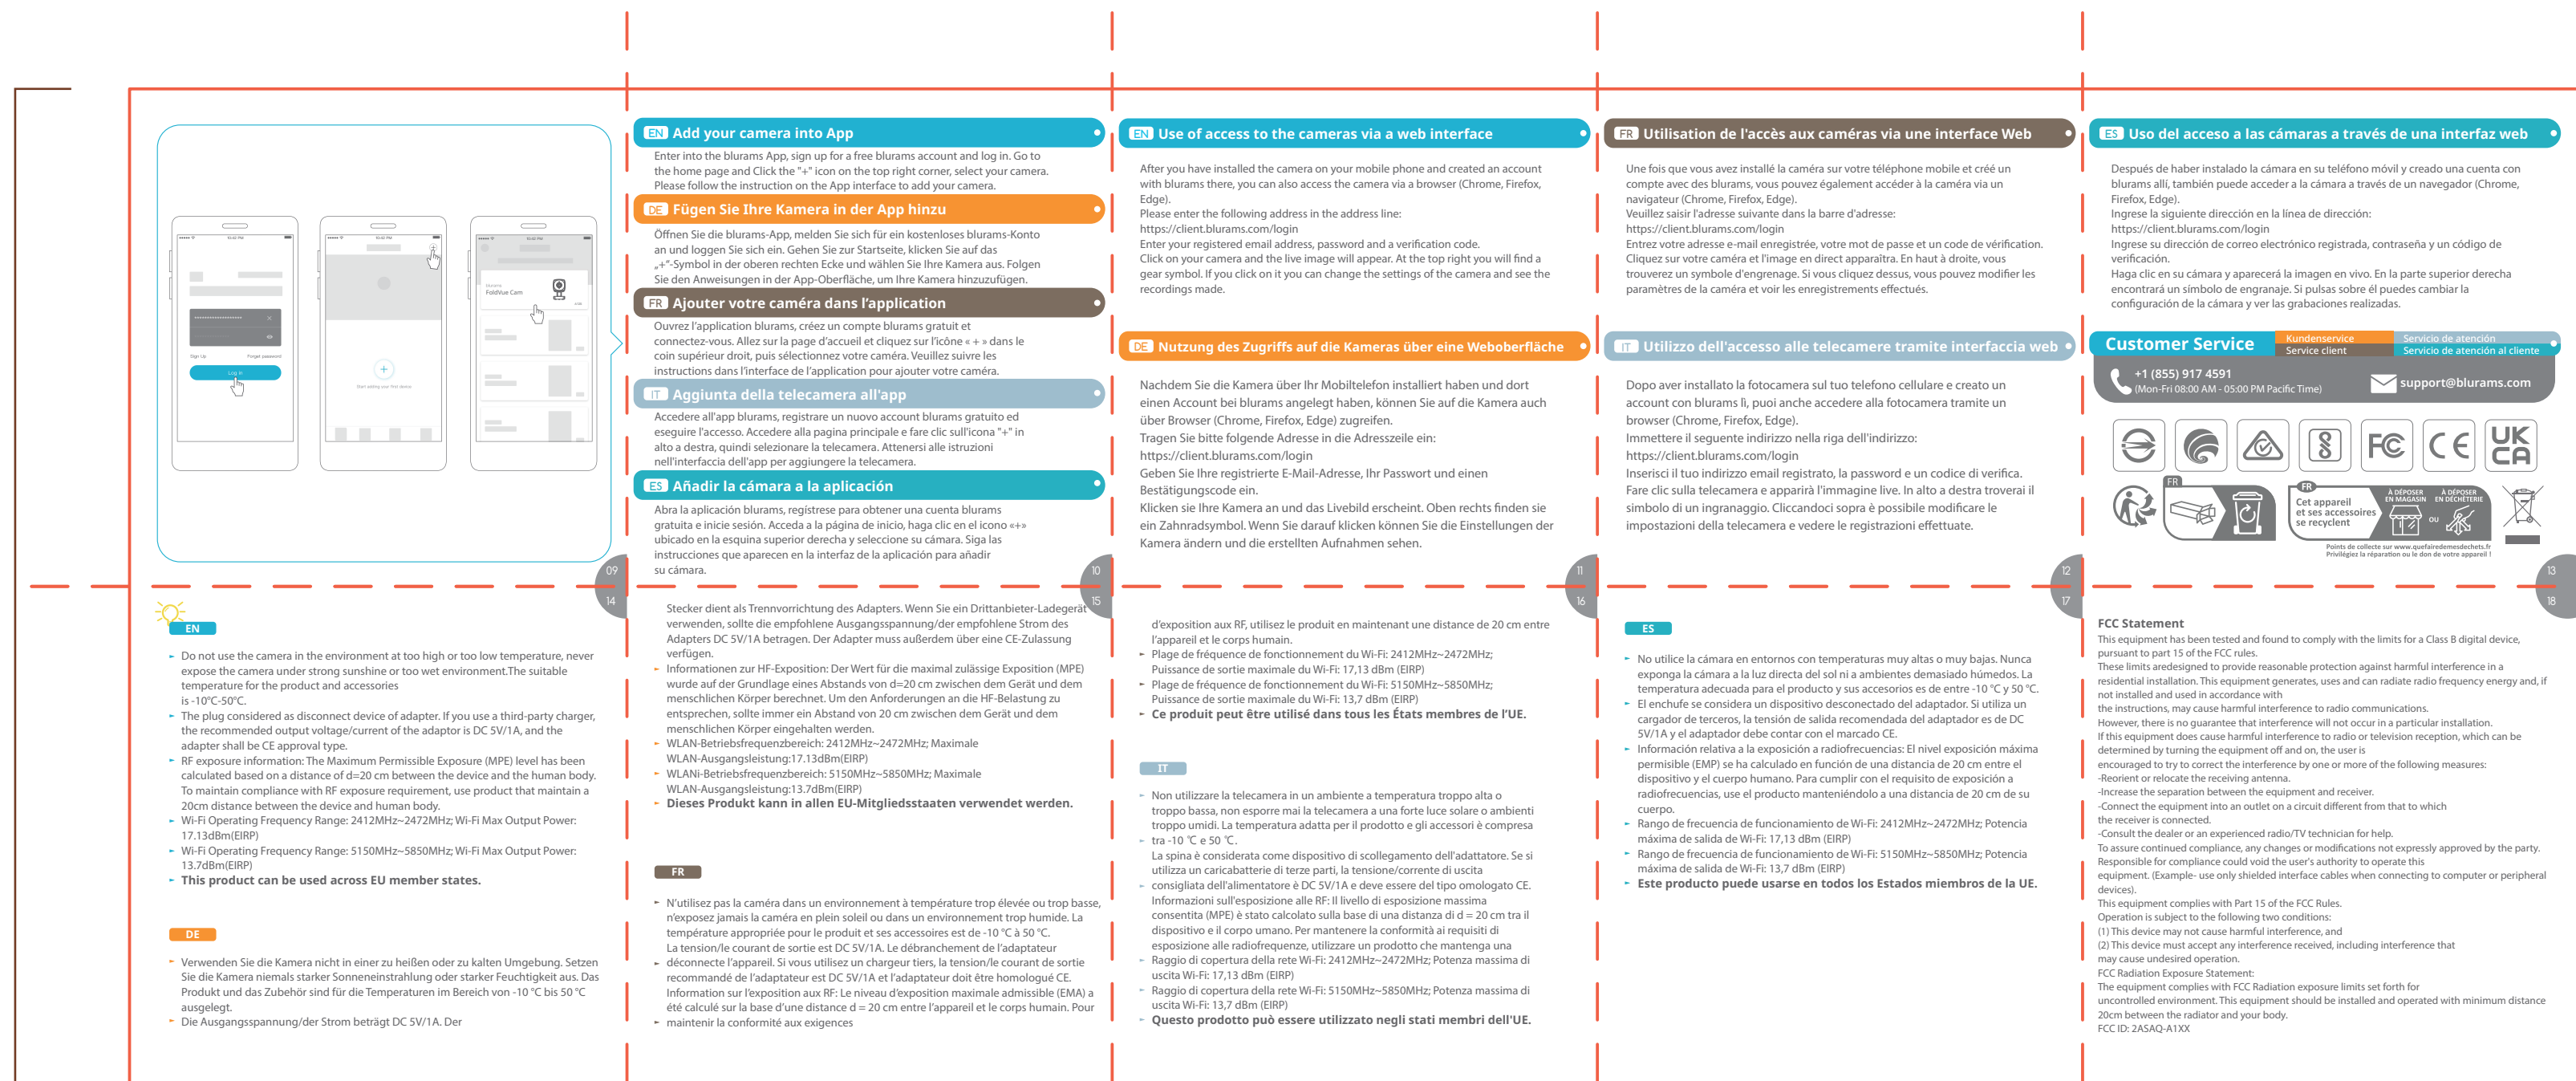 Sign Up
Forgot password
Log in
Start adding your first device
FoldVue Cam
09
EN Add your camera into App
Enter into the blurams App, sign up for a free blurams account and log in. Go to
the home page and Click the "+" icon on the top right corner, select your camera.
Please follow the instruction on the App interface to add your camera.
DE Fügen Sie Ihre Kamera in der App hinzu
Öffnen Sie die blurams-App, melden Sie sich für ein kostenloses blurams-Konto
an und loggen Sie sich ein. Gehen Sie zur Startseite, klicken Sie auf das
„+“-Symbol in der oberen rechten Ecke und wählen Sie Ihre Kamera aus. Folgen
Sie den Anweisungen in der App-Oberfläche, um Ihre Kamera hinzuzufügen.
FR Ajouter votre caméra dans l’application
Ouvrez l’application blurams, créez un compte blurams gratuit et
connectez-vous. Allez sur la page d’accueil et cliquez sur l’icône « + » dans le
coin supérieur droit, puis sélectionnez votre caméra. Veuillez suivre les
instructions dans l’interface de l’application pour ajouter votre caméra.
IT Aggiunta della telecamera all'app
Accedere all'app blurams, registrare un nuovo account blurams gratuito ed
eseguire l'accesso. Accedere alla pagina principale e fare clic sull'icona "+" in
alto a destra, quindi selezionare la telecamera. Attenersi alle istruzioni
nell'interfaccia dell'app per aggiungere la telecamera.
ES Añadir la cámara a la aplicación
Abra la aplicación blurams, regístrese para obtener una cuenta blurams
gratuita e inicie sesión. Acceda a la página de inicio, haga clic en el icono «+»
ubicado en la esquina superior derecha y seleccione su cámara. Siga las
instrucciones que aparecen en la interfaz de la aplicación para añadir
su cámara.
10
EN Use of access to the cameras via a web interface
After you have installed the camera on your mobile phone and created an account
with blurams there, you can also access the camera via a browser (Chrome, Firefox,
Edge).
Please enter the following address in the address line:
https://client.blurams.com/login
Enter your registered email address, password and a verification code.
Click on your camera and the live image will appear. At the top right you will find a
gear symbol. If you click on it you can change the settings of the camera and see the
recordings made.
DE Nutzung des Zugriffs auf die Kameras über eine Weboberfläche
Nachdem Sie die Kamera über Ihr Mobiltelefon installiert haben und dort
einen Account bei blurams angelegt haben, können Sie auf die Kamera auch
über Browser (Chrome, Firefox, Edge) zugreifen.
Tragen Sie bitte folgende Adresse in die Adresszeile ein:
https://client.blurams.com/login
Geben Sie Ihre registrierte E-Mail-Adresse, Ihr Passwort und einen
Bestätigungscode ein.
Klicken sie Ihre Kamera an und das Livebild erscheint. Oben rechts finden sie
ein Zahnradsymbol. Wenn Sie darauf klicken können Sie die Einstellungen der
Kamera ändern und die erstellten Aufnahmen sehen.
11
FR Utilisation de l'accès aux caméras via une interface Web
Une fois que vous avez installé la caméra sur votre téléphone mobile et créé un
compte avec des blurams, vous pouvez également accéder à la caméra via un
navigateur (Chrome, Firefox, Edge).
Veuillez saisir l'adresse suivante dans la barre d'adresse:
https://client.blurams.com/login
Entrez votre adresse e-mail enregistrée, votre mot de passe et un code de vérification.
Cliquez sur votre caméra et l'image en direct apparaîtra. En haut à droite, vous
trouverez un symbole d'engrenage. Si vous cliquez dessus, vous pouvez modifier les
paramètres de la caméra et voir les enregistrements effectués.
IT Utilizzo dell'accesso alle telecamere tramite interfaccia web
Dopo aver installato la fotocamera sul tuo telefono cellulare e creato un
account con blurams lì, puoi anche accedere alla fotocamera tramite un
browser (Chrome, Firefox, Edge).
Immettere il seguente indirizzo nella riga dell'indirizzo:
https://client.blurams.com/login
Inserisci il tuo indirizzo email registrato, la password e un codice di verifica.
Fare clic sulla telecamera e apparirà l'immagine live. In alto a destra troverai il
simbolo di un ingranaggio. Cliccandoci sopra è possibile modificare le
impostazioni della telecamera e vedere le registrazioni effettuate.
12
ES Uso del acceso a las cámaras a través de una interfaz web
Después de haber instalado la cámara en su teléfono móvil y creado una cuenta con
blurams allí, también puede acceder a la cámara a través de un navegador (Chrome,
Firefox, Edge).
Ingrese la siguiente dirección en la línea de dirección:
https://client.blurams.com/login
Ingrese su dirección de correo electrónico registrada, contraseña y un código de
verificación.
Haga clic en su cámara y aparecerá la imagen en vivo. En la parte superior derecha
encontrará un símbolo de engranaje. Si pulsas sobre él puedes cambiar la
configuración de la cámara y ver las grabaciones realizadas.
Customer Service
Kundenservice
Servicio de atención
Service client
Servicio de atención al cliente
+1 (855) 917 4591
(Mon-Fri 08:00 AM - 05:00 PM Pacific Time)
support@blurams.com
FC
CE
UK
CA
FR
FR
Cet appareil
et ses accessoires
se recyclent
À DÉPOSER
EN MAGASIN
OU
À DÉPOSER
EN DÉCHÈTERIE
Points de collecte sur www.quefairedemesdechets.fr
Privilégiez la réparation ou le don de votre appareil !
13
14
EN
Do not use the camera in the environment at too high or too low temperature, never
expose the camera under strong sunshine or too wet environment.The suitable
temperature for the product and accessories
is -10°C-50°C.
The plug considered as disconnect device of adapter. If you use a third-party charger,
the recommended output voltage/current of the adaptor is DC 5V/1A, and the
adapter shall be CE approval type.
RF exposure information: The Maximum Permissible Exposure (MPE) level has been
calculated based on a distance of d=20 cm between the device and the human body.
To maintain compliance with RF exposure requirement, use product that maintain a
20cm distance between the device and human body.
Wi-Fi Operating Frequency Range: 2412MHz~2472MHz; Wi-Fi Max Output Power:
17.13dBm(EIRP)
Wi-Fi Operating Frequency Range: 5150MHz~5850MHz; Wi-Fi Max Output Power:
13.7dBm(EIRP)
This product can be used across EU member states.
DE
Verwenden Sie die Kamera nicht in einer zu heißen oder zu kalten Umgebung. Setzen
Sie die Kamera niemals starker Sonneneinstrahlung oder starker Feuchtigkeit aus. Das
Produkt und das Zubehör sind für die Temperaturen im Bereich von -10 °C bis 50 °C
ausgelegt.
Die Ausgangsspannung/der Strom beträgt DC 5V/1A. Der
15
Stecker dient als Trennvorrichtung des Adapters. Wenn Sie ein Drittanbieter-Ladegerät
verwenden, sollte die empfohlene Ausgangsspannung/der empfohlene Strom des
Adapters DC 5V/1A betragen. Der Adapter muss außerdem über eine CE-Zulassung
verfügen.
Informationen zur HF-Exposition: Der Wert für die maximal zulässige Exposition (MPE)
wurde auf der Grundlage eines Abstands von d=20 cm zwischen dem Gerät und dem
menschlichen Körper berechnet. Um den Anforderungen an die HF-Belastung zu
entsprechen, sollte immer ein Abstand von 20 cm zwischen dem Gerät und dem
menschlichen Körper eingehalten werden.
WLAN-Betriebsfrequenzbereich: 2412MHz~2472MHz; Maximale
WLAN-Ausgangsleistung:17.13dBm(EIRP)
WLANi-Betriebsfrequenzbereich: 5150MHz~5850MHz; Maximale
WLAN-Ausgangsleistung:13.7dBm(EIRP)
Dieses Produkt kann in allen EU-Mitgliedsstaaten verwendet werden.
FR
N’utilisez pas la caméra dans un environnement à température trop élevée ou trop basse,
n’exposez jamais la caméra en plein soleil ou dans un environnement trop humide. La
température appropriée pour le produit et ses accessoires est de -10 °C à 50 °C.
La tension/le courant de sortie est DC 5V/1A. Le débranchement de l’adaptateur
déconnecte l’appareil. Si vous utilisez un chargeur tiers, la tension/le courant de sortie
recommandé de l’adaptateur est DC 5V/1A et l’adaptateur doit être homologué CE.
Information sur l’exposition aux RF: Le niveau d’exposition maximale admissible (EMA) a
été calculé sur la base d’une distance d = 20 cm entre l’appareil et le corps humain. Pour
maintenir la conformité aux exigences
16
d’exposition aux RF, utilisez le produit en maintenant une distance de 20 cm entre
l’appareil et le corps humain.
Plage de fréquence de fonctionnement du Wi-Fi: 2412MHz~2472MHz;
Puissance de sortie maximale du Wi-Fi: 17,13 dBm (EIRP)
Plage de fréquence de fonctionnement du Wi-Fi: 5150MHz~5850MHz;
Puissance de sortie maximale du Wi-Fi: 13,7 dBm (EIRP)
Ce produit peut être utilisé dans tous les États membres de l’UE.
IT
Non utilizzare la telecamera in un ambiente a temperatura troppo alta o
troppo bassa, non esporre mai la telecamera a una forte luce solare o ambienti
troppo umidi. La temperatura adatta per il prodotto e gli accessori è compresa
tra -10 °C e 50 °C.
La spina è considerata come dispositivo di scollegamento dell'adattatore. Se si
utilizza un caricabatterie di terze parti, la tensione/corrente di uscita
consigliata dell'alimentatore è DC 5V/1A e deve essere del tipo omologato CE.
Informazioni sull'esposizione alle RF: Il livello di esposizione massima
consentita (MPE) è stato calcolato sulla base di una distanza di d = 20 cm tra il
dispositivo e il corpo umano. Per mantenere la conformità ai requisiti di
esposizione alle radiofrequenze, utilizzare un prodotto che mantenga una
Raggio di copertura della rete Wi-Fi: 2412MHz~2472MHz; Potenza massima di
uscita Wi-Fi: 17,13 dBm (EIRP)
Raggio di copertura della rete Wi-Fi: 5150MHz~5850MHz; Potenza massima di
uscita Wi-Fi: 13,7 dBm (EIRP)
Questo prodotto può essere utilizzato negli stati membri dell'UE.
17
ES
No utilice la cámara en entornos con temperaturas muy altas o muy bajas. Nunca
exponga la cámara a la luz directa del sol ni a ambientes demasiado húmedos. La
temperatura adecuada para el producto y sus accesorios es de entre -10 °C y 50 °C.
El enchufe se considera un dispositivo desconectado del adaptador. Si utiliza un
cargador de terceros, la tensión de salida recomendada del adaptador es de DC
5V/1A y el adaptador debe contar con el marcado CE.
Información relativa a la exposición a radiofrecuencias: El nivel exposición máxima
permisible (EMP) se ha calculado en función de una distancia de 20 cm entre el
dispositivo y el cuerpo humano. Para cumplir con el requisito de exposición a
radiofrecuencias, use el producto manteniéndolo a una distancia de 20 cm de su
cuerpo.
Rango de frecuencia de funcionamiento de Wi-Fi: 2412MHz~2472MHz; Potencia
máxima de salida de Wi-Fi: 17,13 dBm (EIRP)
Rango de frecuencia de funcionamiento de Wi-Fi: 5150MHz~5850MHz; Potencia
máxima de salida de Wi-Fi: 13,7 dBm (EIRP)
Este producto puede usarse en todos los Estados miembros de la UE.
18
FCC Statement
This equipment has been tested and found to comply with the limits for a Class B digital device,
pursuant to part 15 of the FCC rules.
These limits aredesigned to provide reasonable protection against harmful interference in a
residential installation. This equipment generates, uses and can radiate radio frequency energy and, if
not installed and used in accordance with
the instructions, may cause harmful interference to radio communications.
However, there is no guarantee that interference will not occur in a particular installation.
If this equipment does cause harmful interference to radio or television reception, which can be
determined by turning the equipment off and on, the user is
encouraged to try to correct the interference by one or more of the following measures:
-Reorient or relocate the receiving antenna.
-Increase the separation between the equipment and receiver.
-Connect the equipment into an outlet on a circuit different from that to which
the receiver is connected.
-Consult the dealer or an experienced radio/TV technician for help.
To assure continued compliance, any changes or modifications not expressly approved by the party.
Responsible for compliance could void the user's authority to operate this
equipment. (Example- use only shielded interface cables when connecting to computer or peripheral
devices).
This equipment complies with Part 15 of the FCC Rules.
Operation is subject to the following two conditions:
(1) This device may not cause harmful interference, and
(2) This device must accept any interference received, including interference that
may cause undesired operation.
FCC Radiation Exposure Statement:
The equipment complies with FCC Radiation exposure limits set forth for
uncontrolled environment. This equipment should be installed and operated with minimum distance
20cm between the radiator and your body.
FCC ID: 2ASAQ-A1XX